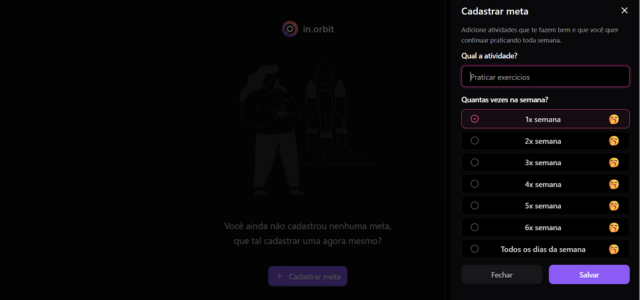 in.orbit
Você ainda não cadastrou nenhuma meta,
que tal cadastrar uma agora mesmo?
+ Cadastrar meta
Cadastrar meta
Adicione atividades que te fazem bem e que você quer
continuar praticando toda semana.
Qual a atividade?
Praticar exercícios
Quantas vezes na semana?
1x semana
2x semana
3x semana
4x semana
5x semana
6x semana
Todos os dias da semana
Fechar
Salvar